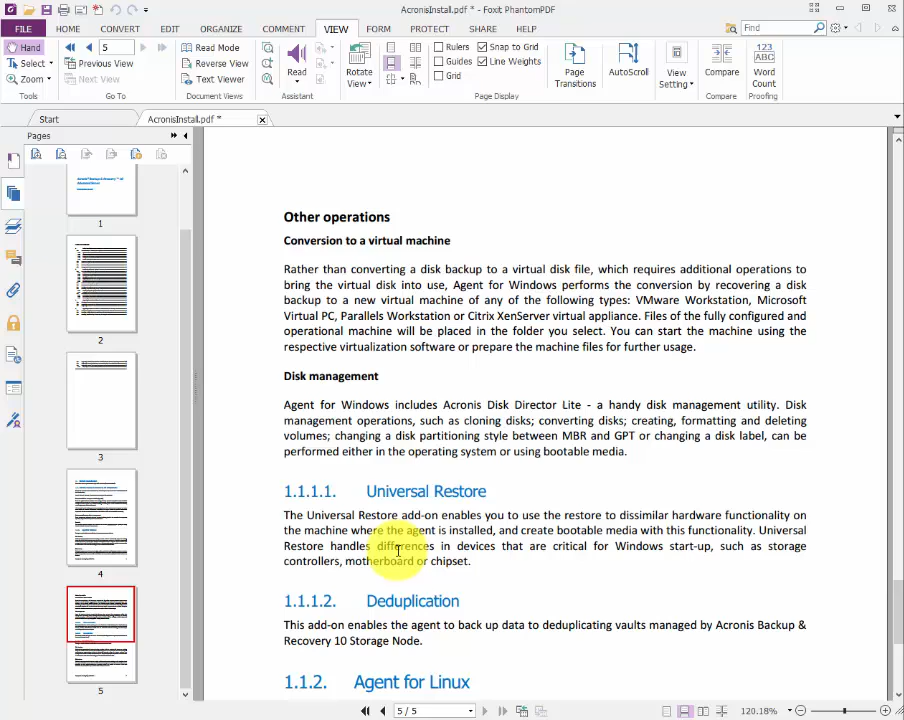 AcronisInstall.pdf * - Foxit PhantomPDF
FILE HOME CONVERT EDIT ORGANIZE COMMENT VIEW FORM PROTECT SHARE HELP Find
Hand 5 Read Mode Rulers Snap to Grid
Select Previous View Reverse View Guides Line Weights
Zoom Next View Text Viewer Grid
Read Rotate View Page Transitions AutoScroll View Setting Compare 123 ABC Word Count
Tools Go To Document Views Assistant Page Display Compare Proofing
Start AcronisInstall.pdf *
Pages
1
2
3
4
5
Other operations
Conversion to a virtual machine
Rather than converting a disk backup to a virtual disk file, which requires additional operations to
bring the virtual disk into use, Agent for Windows performs the conversion by recovering a disk
backup to a new virtual machine of any of the following types: VMware Workstation, Microsoft
Virtual PC, Parallels Workstation or Citrix XenServer virtual appliance. Files of the fully configured and
operational machine will be placed in the folder you select. You can start the machine using the
respective virtualization software or prepare the machine files for further usage.
Disk management
Agent for Windows includes Acronis Disk Director Lite - a handy disk management utility. Disk
management operations, such as cloning disks; converting disks; creating, formatting and deleting
volumes; changing a disk partitioning style between MBR and GPT or changing a disk label, can be
performed either in the operating system or using bootable media.
1.1.1.1. Universal Restore
The Universal Restore add-on enables you to use the restore to dissimilar hardware functionality on
the machine where the agent is installed, and create bootable media with this functionality. Universal
Restore handles differences in devices that are critical for Windows start-up, such as storage
controllers, motherboard or chipset.
1.1.1.2. Deduplication
This add-on enables the agent to back up data to deduplicating vaults managed by Acronis Backup &
Recovery 10 Storage Node.
1.1.2. Agent for Linux
5 / 5 120.18%